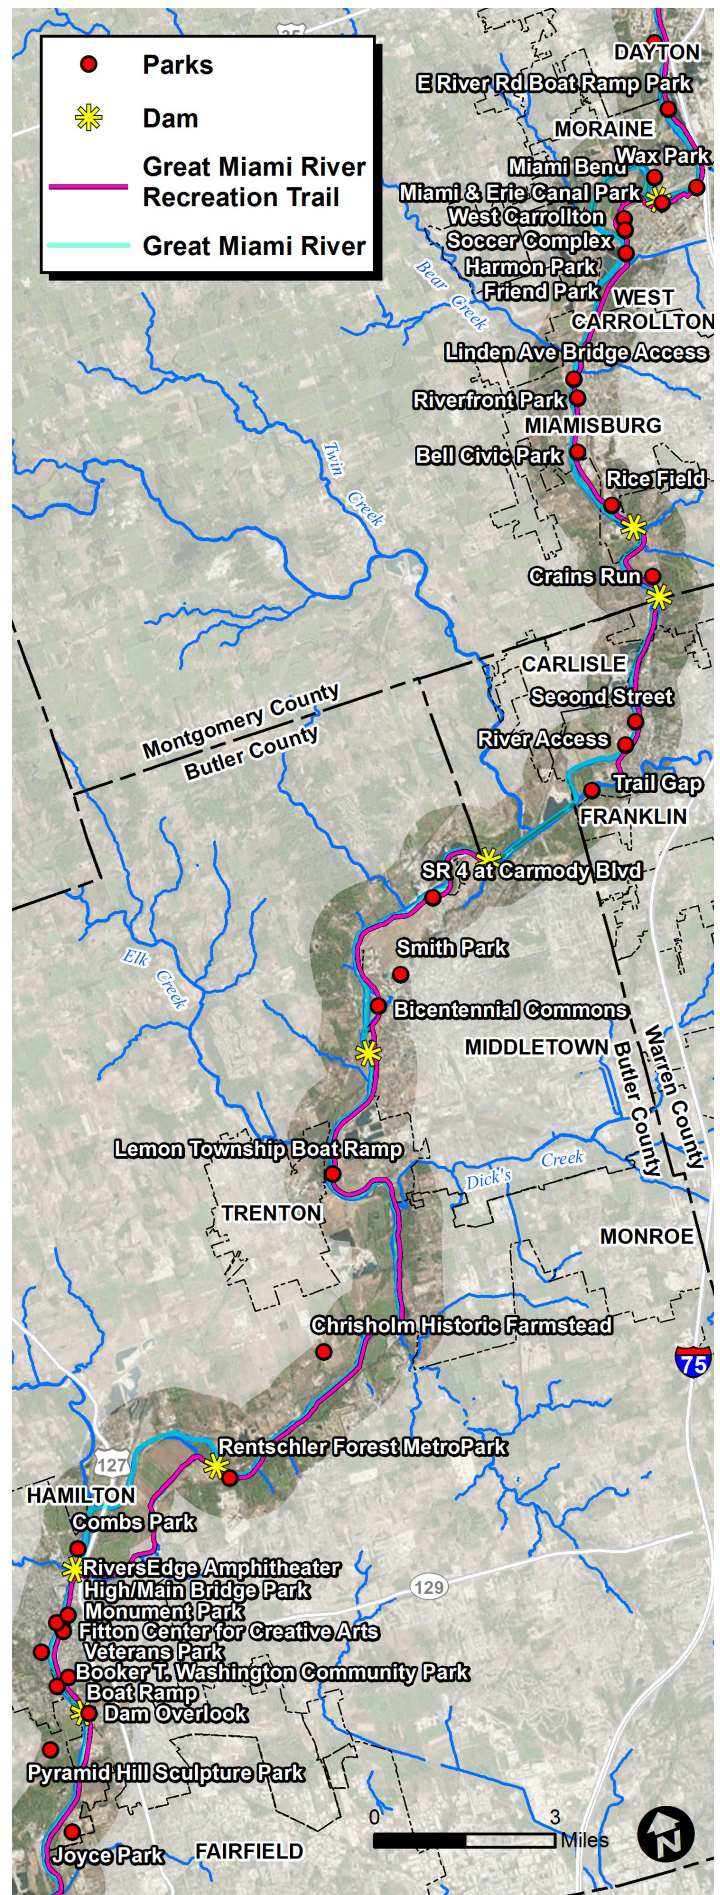 Parks
Dam
Great Miami River
Recreation Trail
Great Miami River
DAYTON
E River Rd Boat Ramp Park
MORAINE
Wax Park
Miami Bend
Miami & Erie Canal Park
West Carrollton
Soccer Complex
Harmon Park
Friend Park
Bear Creek
WEST
CARROLLTON
Linden Ave Bridge Access
Riverfront Park
MIAMISBURG
Bell Civic Park
Twin Creek
Rice Field
Crains Run
CARLISLE
Second Street
Montgomery County
Butler County
River Access
Trail Gap
FRANKLIN
SR 4 at Carmody Blvd
Smith Park
Elk Creek
Bicentennial Commons
MIDDLETOWN
Warren County
Butler County
Lemon Township Boat Ramp
Dick's Creek
TRENTON
MONROE
Chrisholm Historic Farmstead
75
Rentschler Forest MetroPark
127
HAMILTON
Combs Park
RiversEdge Amphitheater
129
High/Main Bridge Park
Monument Park
Fitton Center for Creative Arts
Veterans Park
Booker T. Washington Community Park
Boat Ramp
Dam Overlook
Pyramid Hill Sculpture Park
0 3
Miles
N
Joyce Park
FAIRFIELD